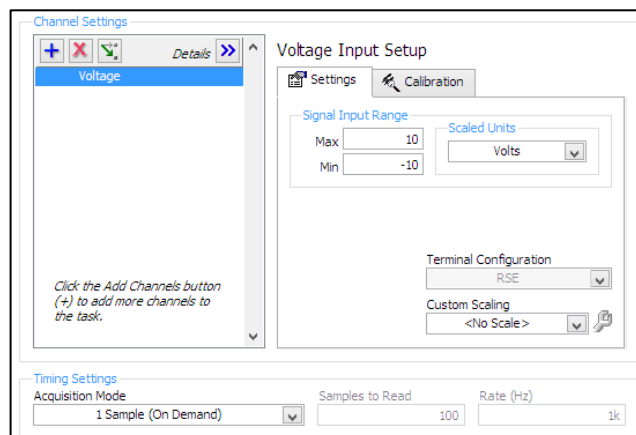 Channel Settings
Details
Voltage
Click the Add Channels button
(+) to add more channels to
the task.
Voltage Input Setup
Settings
Calibration
Signal Input Range
Max 10
Min -10
Scaled Units
Volts
Terminal Configuration
RSE
Custom Scaling
<No Scale>
Timing Settings
Acquisition Mode
1 Sample (On Demand)
Samples to Read
100
Rate (Hz)
1k